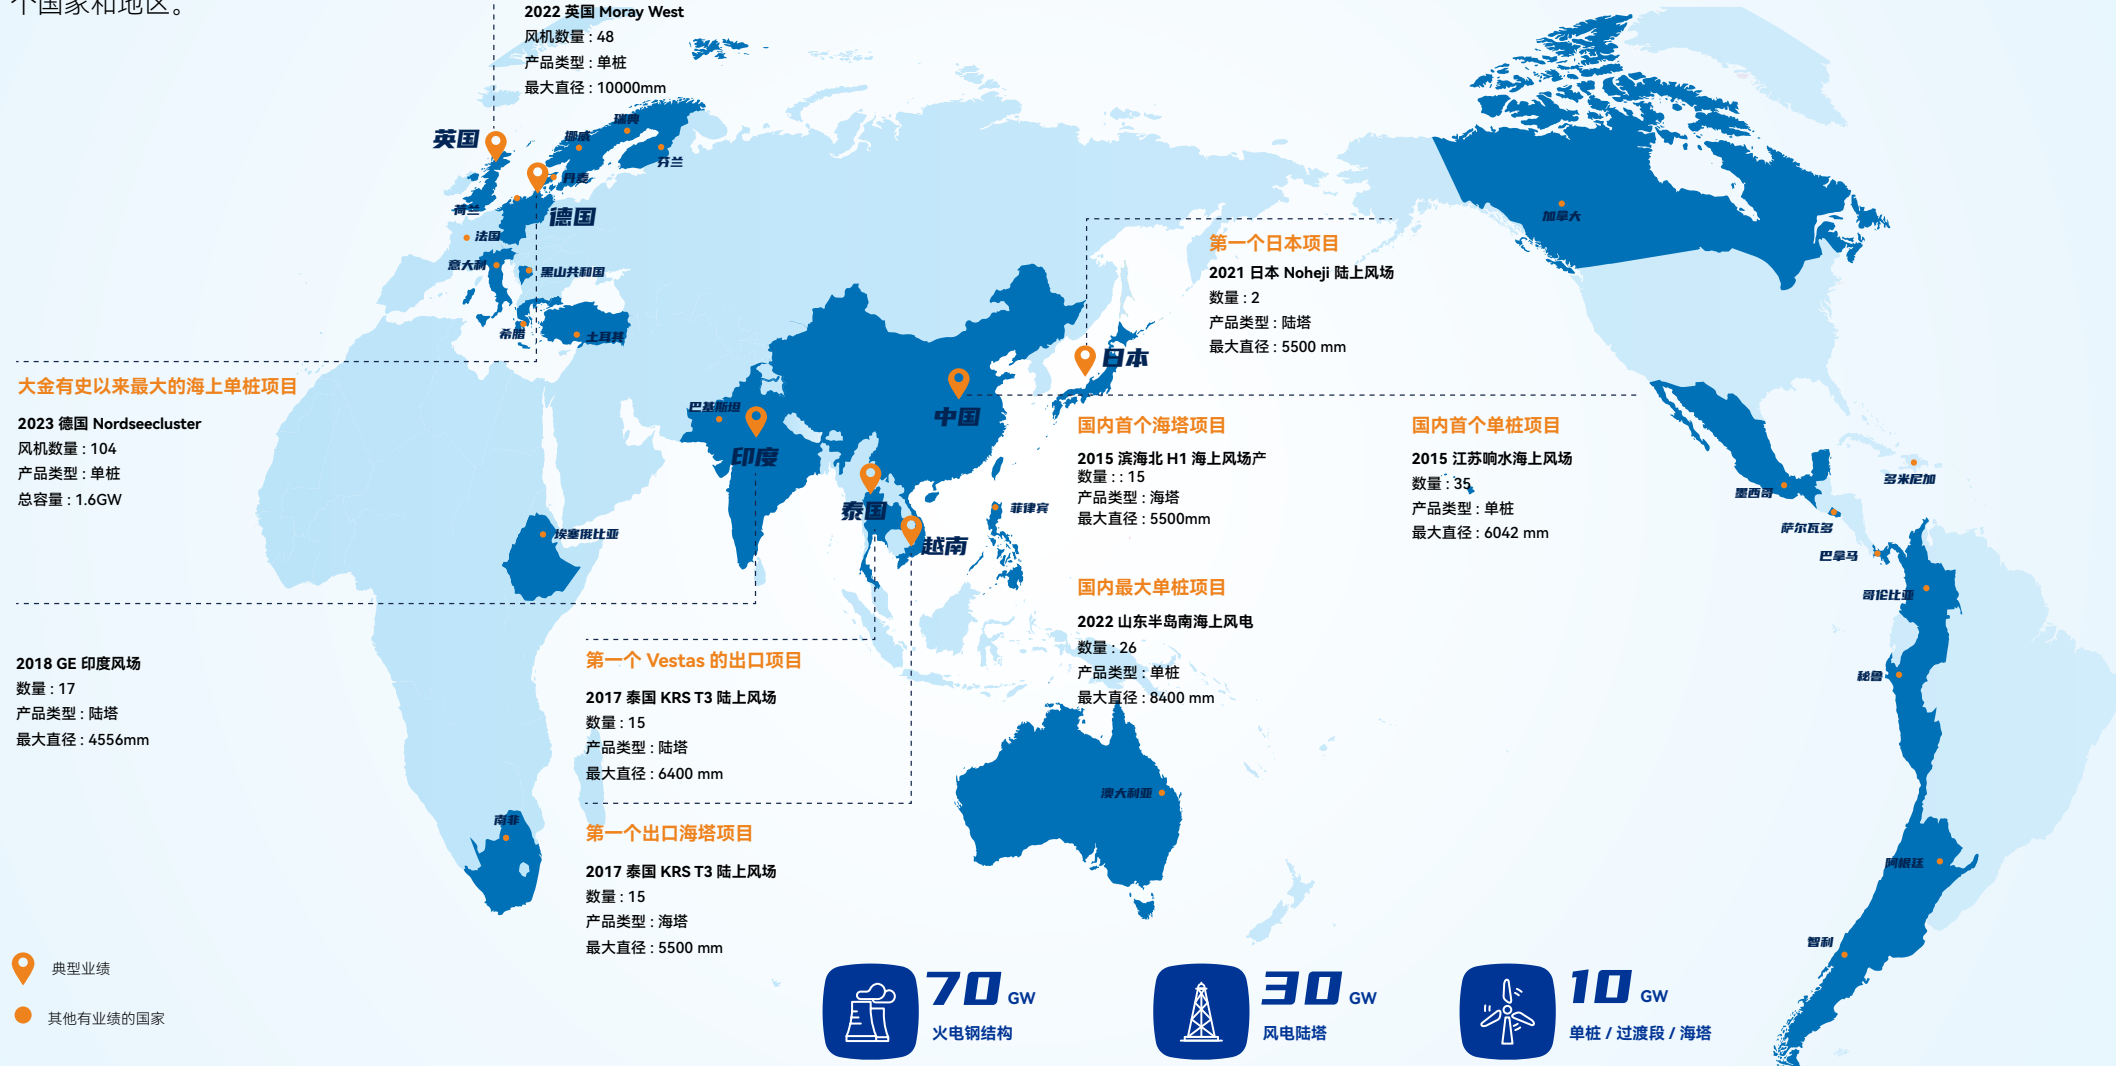 个国家和地区。
2022 英国 Moray West
风机数量 : 48
产品类型 : 单桩
最大直径 : 10000mm
英国
挪威
瑞典
芬兰
丹麦
荷兰
德国
法国
意大利
黑山共和国
希腊
土耳其
加拿大
第一个日本项目
2021 日本 Noheji 陆上风场
数量 : 2
产品类型 : 陆塔
最大直径 : 5500 mm
日本
大金有史以来最大的海上单桩项目
2023 德国 Nordseecluster
风机数量 : 104
产品类型 : 单桩
总容量 : 1.6GW
巴基斯坦
印度
中国
泰国
越南
菲律宾
埃塞俄比亚
国内首个海塔项目
2015 滨海北 H1 海上风场产
数量 : : 15
产品类型 : 海塔
最大直径 : 5500mm
国内首个单桩项目
2015 江苏响水海上风场
数量 : 35
产品类型 : 单桩
最大直径 : 6042 mm
墨西哥
多米尼加
萨尔瓦多
巴拿马
哥伦比亚
秘鲁
国内最大单桩项目
2022 山东半岛南海上风电
数量 : 26
产品类型 : 单桩
最大直径 : 8400 mm
2018 GE 印度风场
数量 : 17
产品类型 : 陆塔
最大直径 : 4556mm
第一个 Vestas 的出口项目
2017 泰国 KRS T3 陆上风场
数量 : 15
产品类型 : 陆塔
最大直径 : 6400 mm
第一个出口海塔项目
2017 泰国 KRS T3 陆上风场
数量 : 15
产品类型 : 海塔
最大直径 : 5500 mm
澳大利亚
南非
阿根廷
智利
典型业绩
其他有业绩的国家
70 GW
火电钢结构
30 GW
风电陆塔
10 GW
单桩 / 过渡段 / 海塔